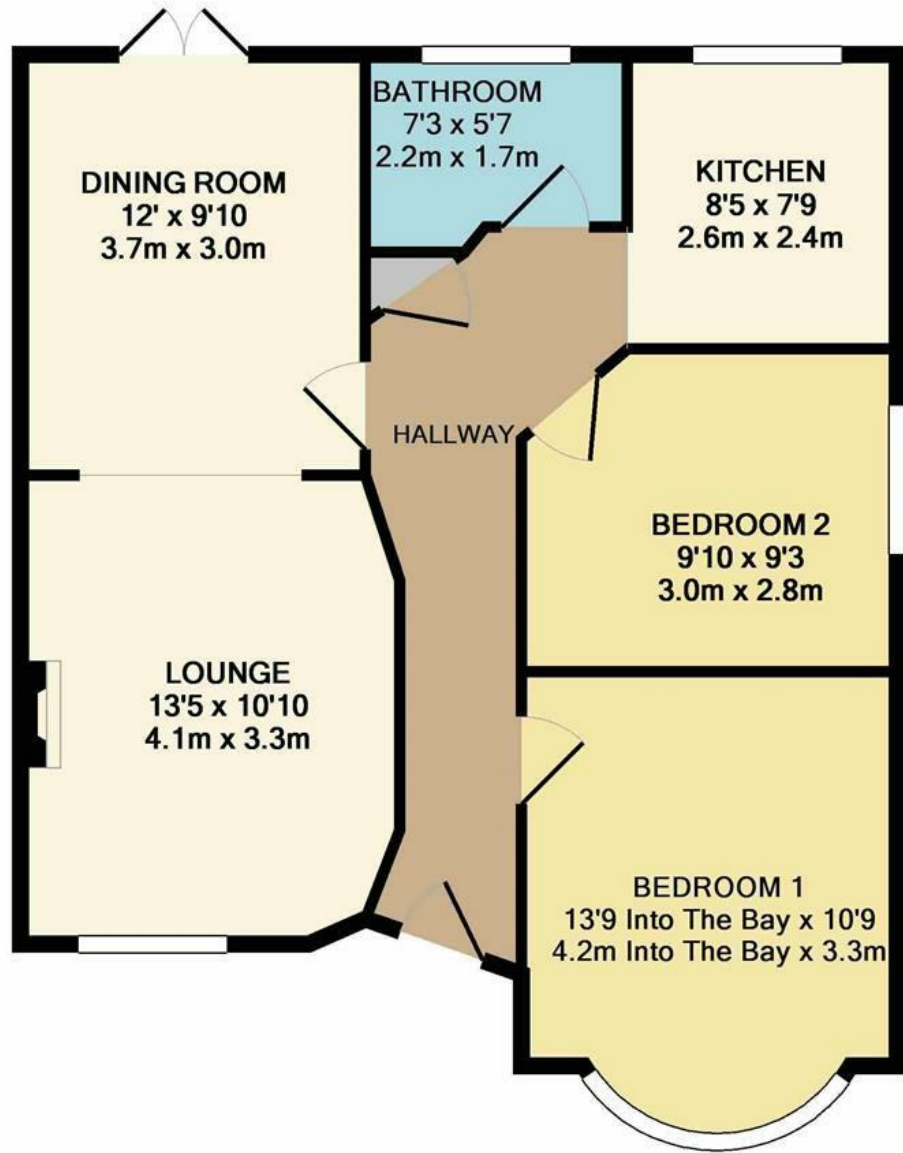 BATHROOM
7'3 x 5'7
2.2m x 1.7m
DINING ROOM
12' x 9'10
3.7m x 3.0m
KITCHEN
8'5 x 7'9
2.6m x 2.4m
HALLWAY
BEDROOM 2
9'10 x 9'3
3.0m x 2.8m
LOUNGE
13'5 x 10'10
4.1m x 3.3m
BEDROOM 1
13'9 Into The Bay x 10'9
4.2m Into The Bay x 3.3m